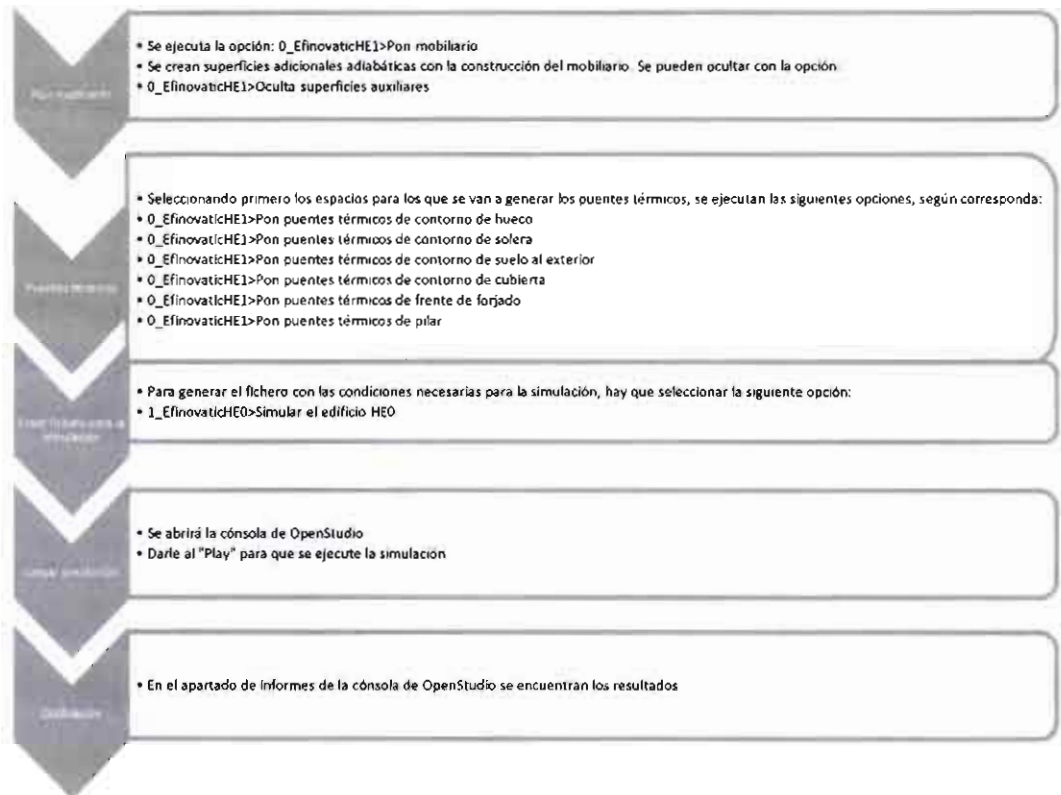 • Se ejecuta la opción: 0_EfinovaticHE1>Pon mobiliario
• Se crean superficies adicionales adiabáticas con la construcción del mobiliario. Se pueden ocultar con la opción
• 0_EfinovaticHE1>Oculta superficies auxiliares
Puentes térmicos
• Seleccionando primero los espacios para los que se van a generar los puentes térmicos, se ejecutan las siguientes opciones, según corresponda:
• 0_EfinovaticHE1>Pon puentes térmicos de contorno de hueco
• 0_EfinovaticHE1>Pon puentes térmicos de contorno de solera
• 0_EfinovaticHE1>Pon puentes térmicos de contorno de suelo al exterior
• 0_EfinovaticHE1>Pon puentes térmicos de contorno de cubierta
• 0_EfinovaticHE1>Pon puentes térmicos de frente de forjado
• 0_EfinovaticHE1>Pon puentes térmicos de pilar
• Para generar el fichero con las condiciones necesarias para la simulación, hay que seleccionar la siguiente opción:
• 1_EfinovaticHE0>Simular el edificio HE0
• Se abrirá la cónsola de OpenStudio
• Darle al "Play" para que se ejecute la simulación
• En el apartado de informes de la cónsola de OpenStudio se encuentran los resultados